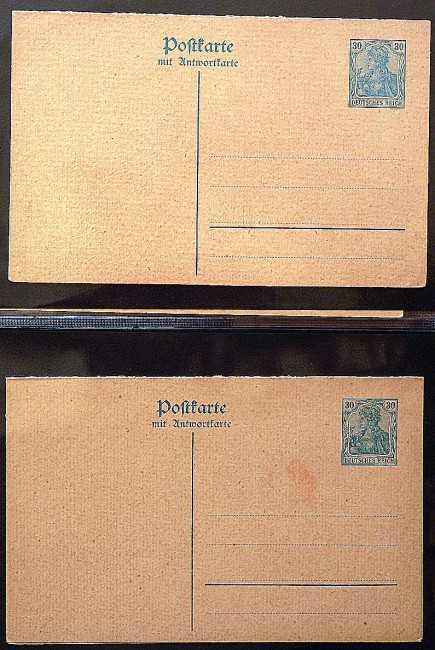 Postkarte
mit Antwortkarte
30 30
DEUTSCHES REICH
Postkarte
mit Antwortkarte
30 30
DEUTSCHES REICH